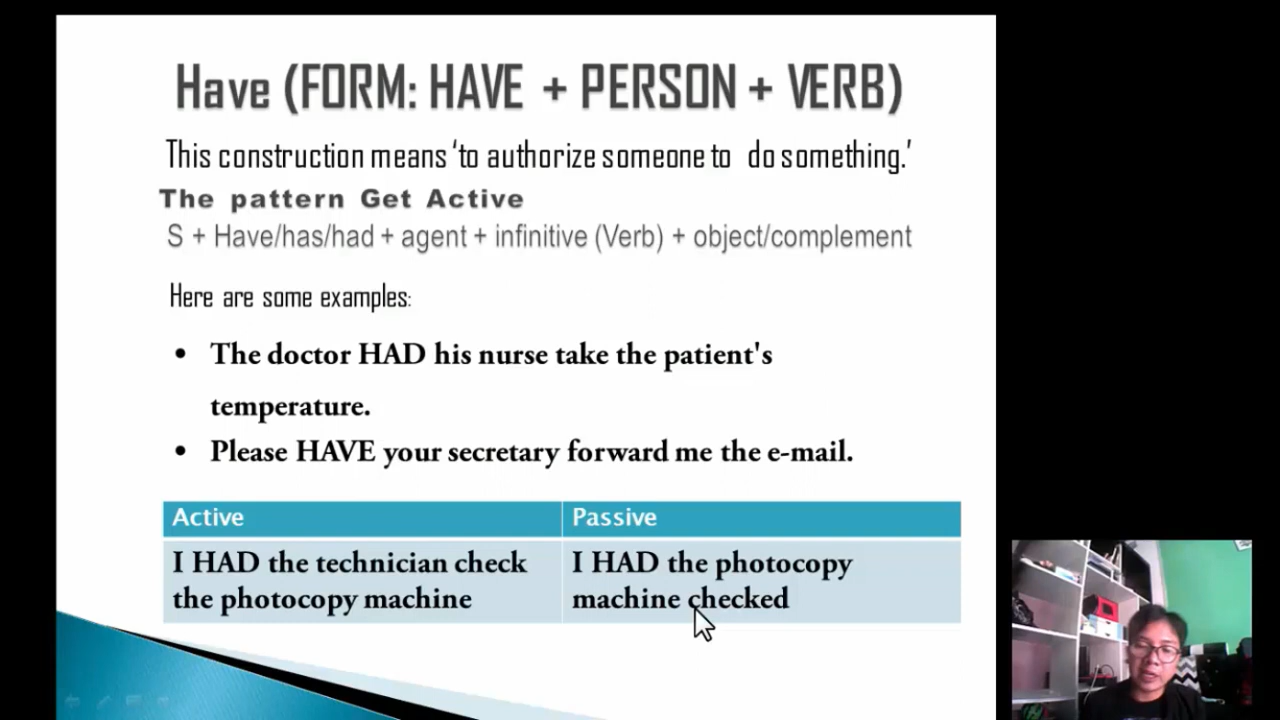 Have (FORM: HAVE + PERSON + VERB)
This construction means ‘to authorize someone to do something.’
The pattern Get Active
S + Have/has/had + agent + infinitive (Verb) + object/complement
Here are some examples:
• The doctor HAD his nurse take the patient's
temperature.
• Please HAVE your secretary forward me the e-mail.
Active
Passive
I HAD the technician check
the photocopy machine
I HAD the photocopy
machine checked